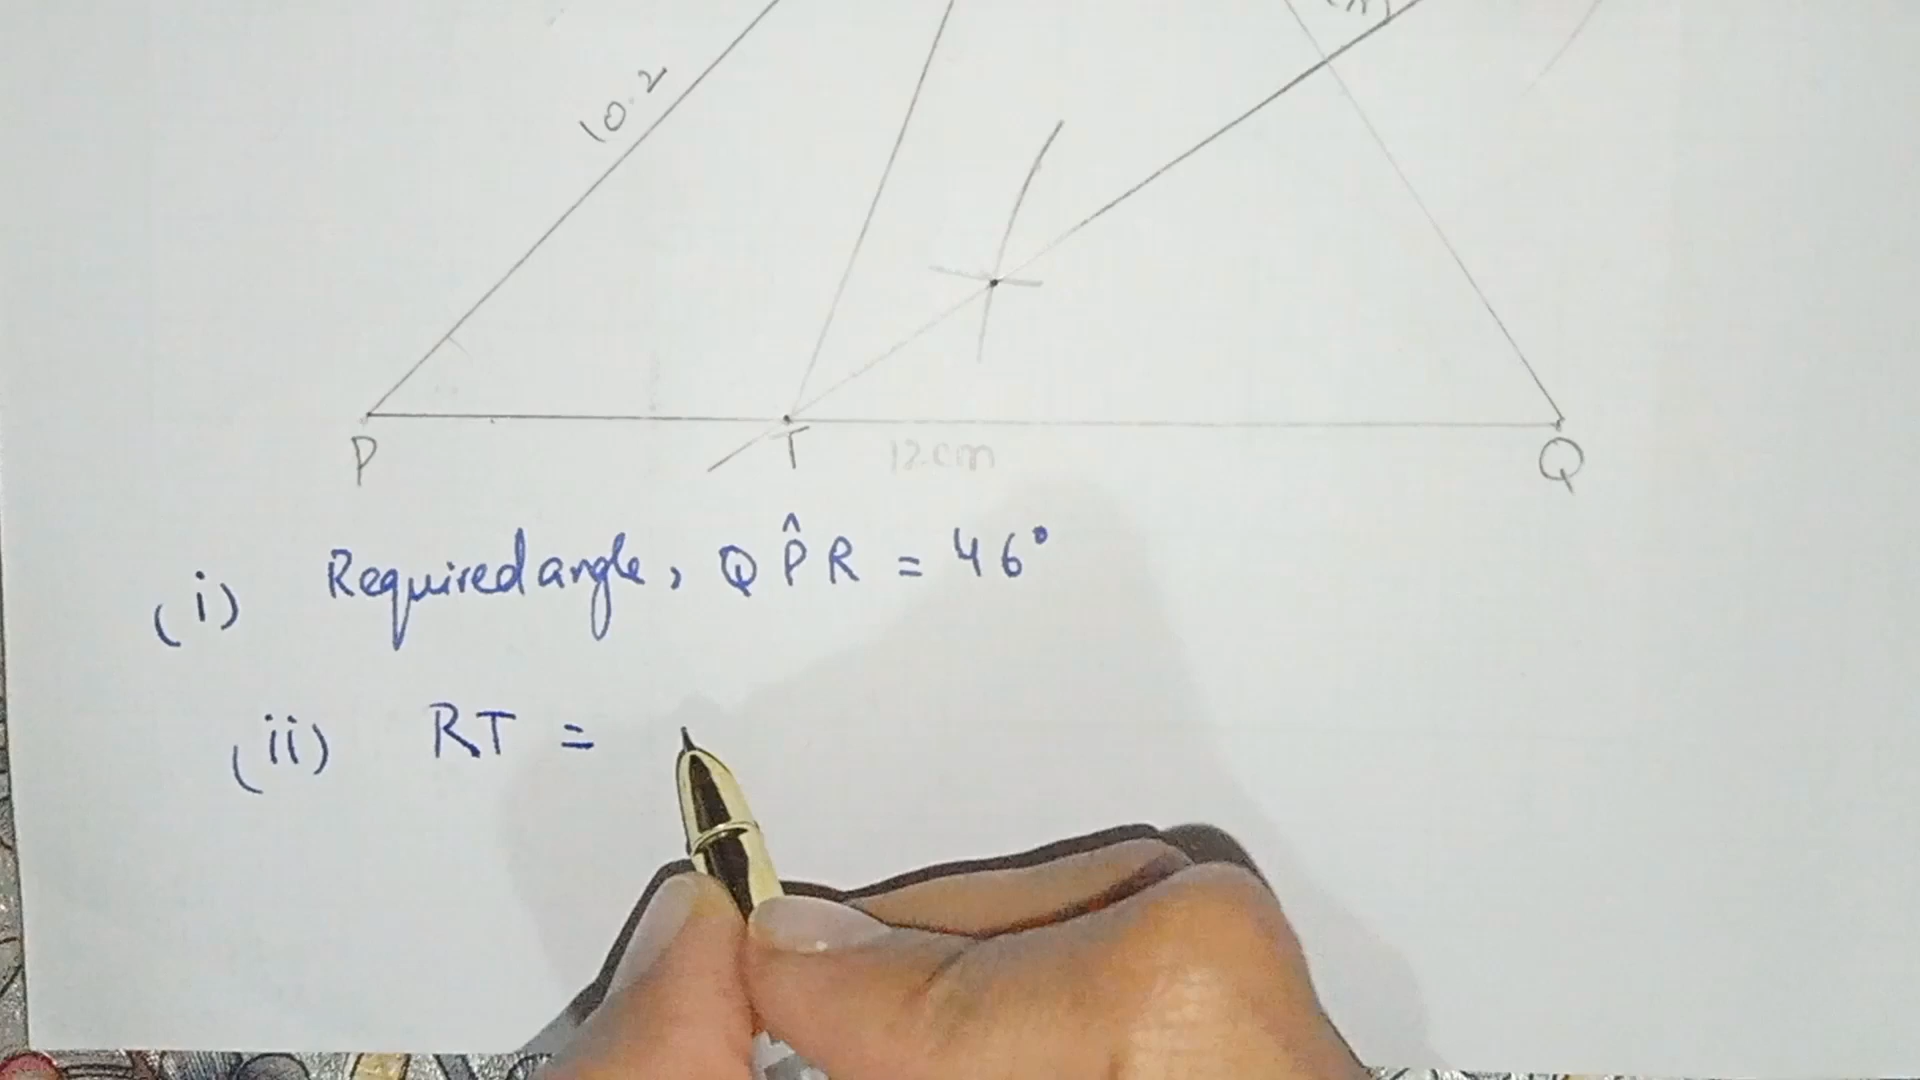 10.2
P T 12cm Q
(i) Required angle, QP̂R = 46°
(ii) RT =